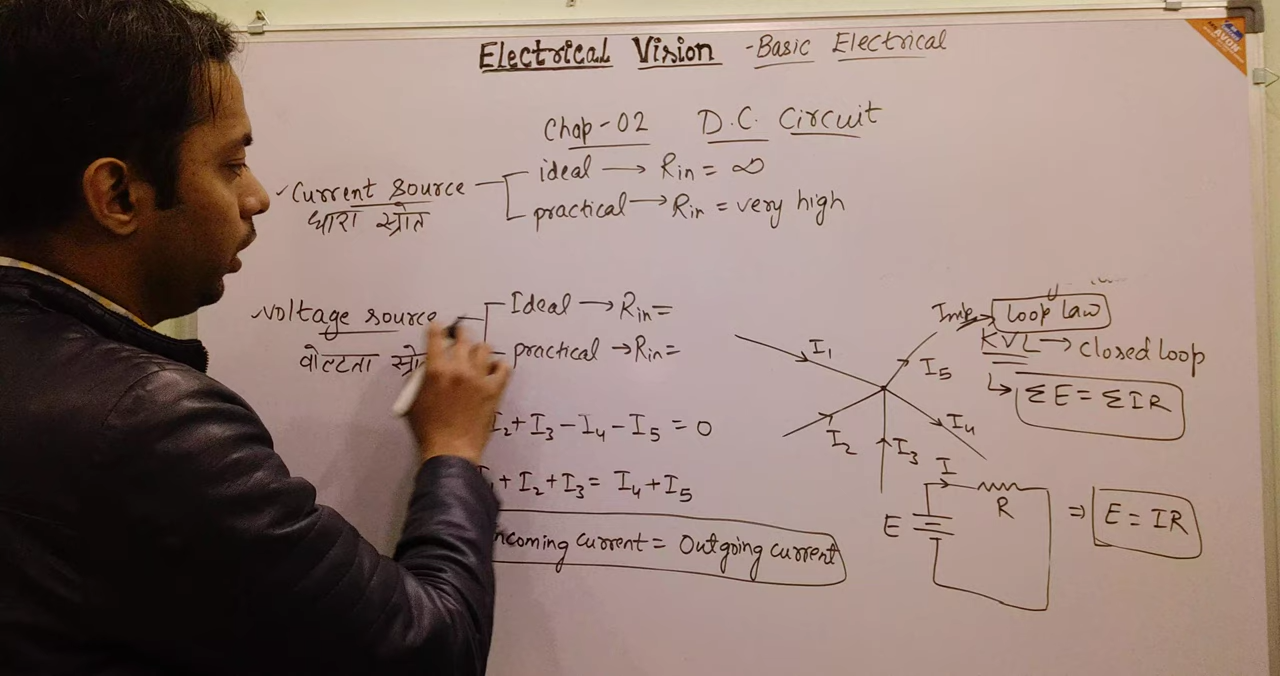 Electrical Vision - Basic Electrical
Chap-02 D.C. Circuit
Current source
धारा स्त्रोत
ideal → Rin = ∞
practical → Rin = very high
Voltage source
वोल्टता
Ideal → Rin =
practical → Rin =
I2 + I3 - I4 - I5 = 0
+ I2 + I3 = I4 + I5
incoming current = Outgoing current
I1
I2
I3
I4
I5
Imp. → Loop law
KVL → closed loop
ΣE = ΣIR
I
R
E
⇒ E = IR
AVON